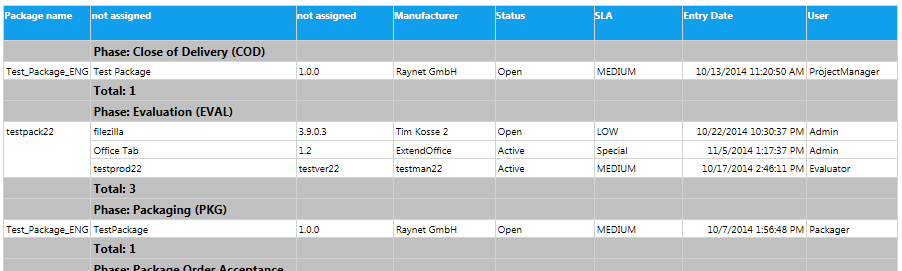 Package name not assigned not assigned Manufacturer Status SLA Entry Date User
Phase: Close of Delivery (COD)
Test_Package_ENG Test Package 1.0.0 Raynet GmbH Open MEDIUM 10/13/2014 11:20:50 AM ProjectManager
Total: 1
Phase: Evaluation (EVAL)
testpack22 filezilla 3.9.0.3 Tim Kosse 2 Open LOW 10/22/2014 10:30:37 PM Admin
Office Tab 1.2 ExtendOffice Active Special 11/5/2014 1:17:37 PM Admin
testprod22 testver22 testman22 Active MEDIUM 10/17/2014 2:46:11 PM Evaluator
Total: 3
Phase: Packaging (PKG)
Test_Package_ENG TestPackage 1.0.0 Raynet GmbH Open MEDIUM 10/7/2014 1:56:48 PM Packager
Total: 1
Phase: Package Order Acceptance